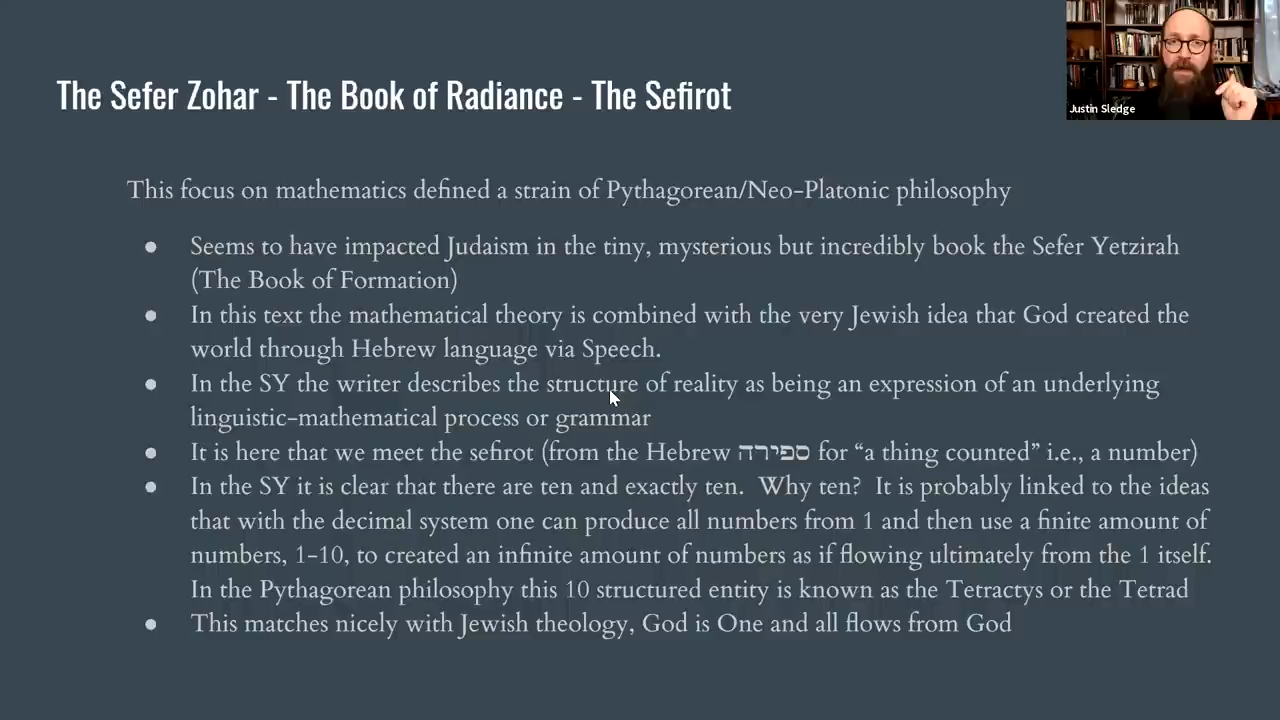 The Sefer Zohar - The Book of Radiance - The Sefirot
Justin Sledge
This focus on mathematics defined a strain of Pythagorean/Neo-Platonic philosophy
● Seems to have impacted Judaism in the tiny, mysterious but incredibly book the Sefer Yetzirah
(The Book of Formation)
● In this text the mathematical theory is combined with the very Jewish idea that God created the
world through Hebrew language via Speech.
● In the SY the writer describes the structure of reality as being an expression of an underlying
linguistic-mathematical process or grammar
● It is here that we meet the sefirot (from the Hebrew ספירה for “a thing counted” i.e., a number)
● In the SY it is clear that there are ten and exactly ten.  Why ten?  It is probably linked to the ideas
that with the decimal system one can produce all numbers from 1 and then use a finite amount of
numbers, 1-10, to created an infinite amount of numbers as if flowing ultimately from the 1 itself.
In the Pythagorean philosophy this 10 structured entity is known as the Tetractys or the Tetrad
● This matches nicely with Jewish theology, God is One and all flows from God